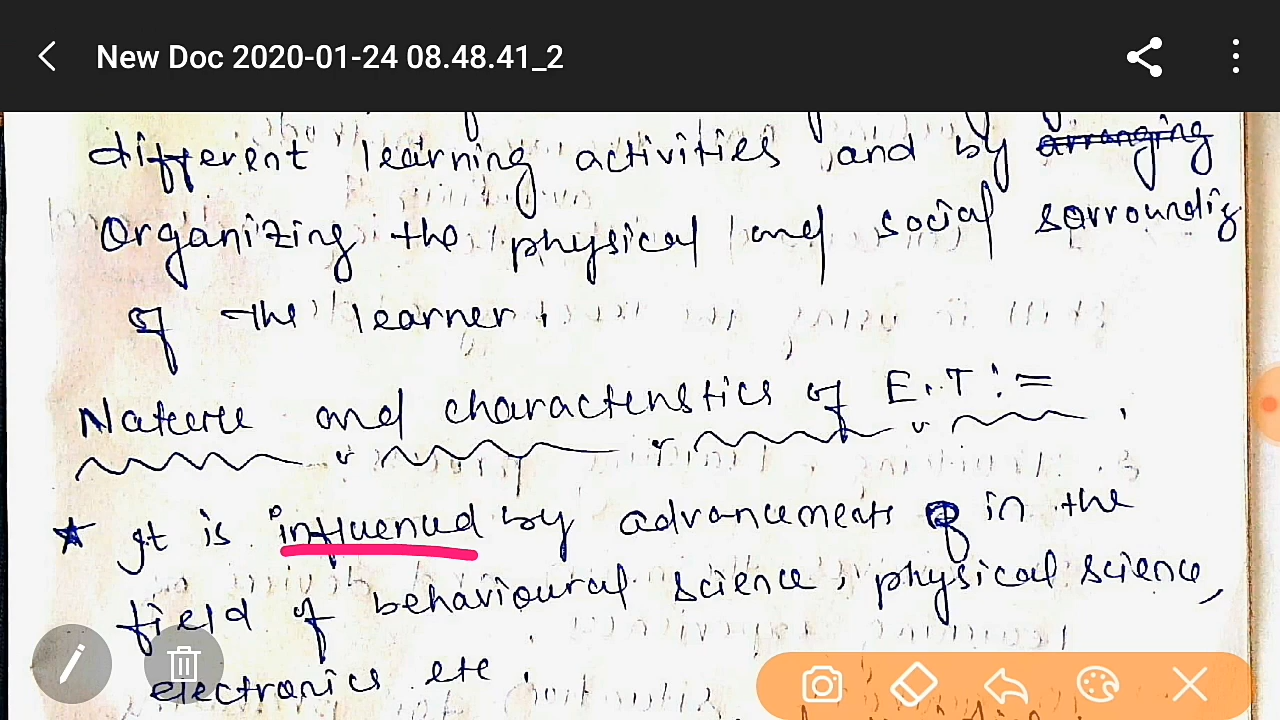 New Doc 2020-01-24 08.48.41_2
different learning activities and by arranging
Organizing the physical and social sorrounding
of the learner.
Nature and characteristics of E.T :=
★ It is influenced by advancements in the
field of behavioural science, physical science,
electronics etc.